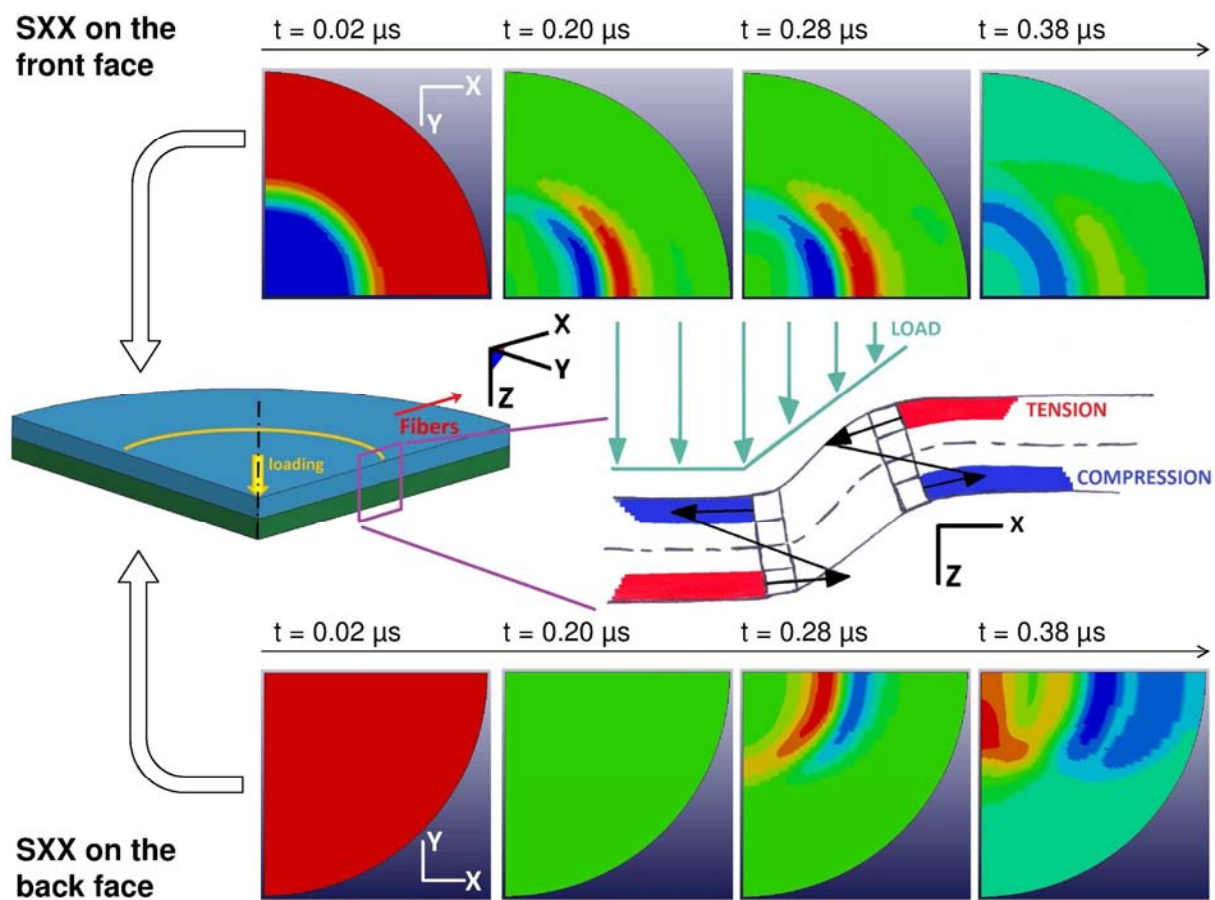 SXX on the
front face
t = 0.02 µs
t = 0.20 µs
t = 0.28 µs
t = 0.38 µs
X
Y
X
Y
Z
LOAD
Fibers
loading
TENSION
COMPRESSION
X
Z
t = 0.02 µs
t = 0.20 µs
t = 0.28 µs
t = 0.38 µs
Y
X
SXX on the
back face